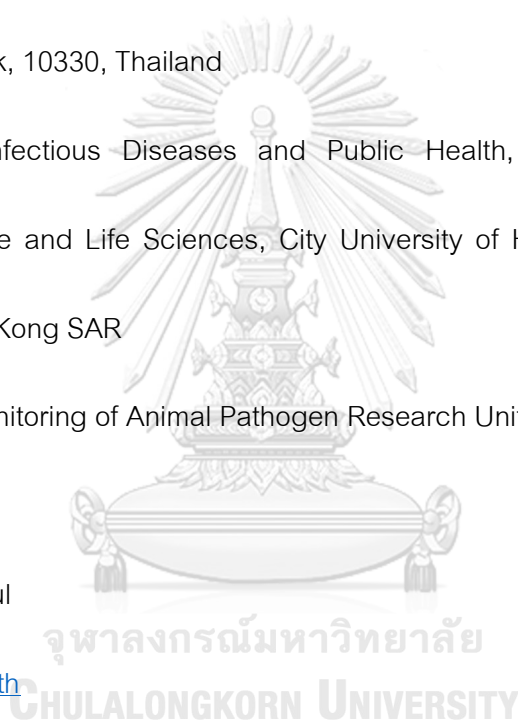 k, 10330, Thailand
nfectious Diseases and Public Health,
e and Life Sciences, City University of H
Kong SAR
nitoring of Animal Pathogen Research Unit
ul
จุฬาลงกรณ์มหาวิทยาลัย
th
CHULALONGKORN UNIVERSITY